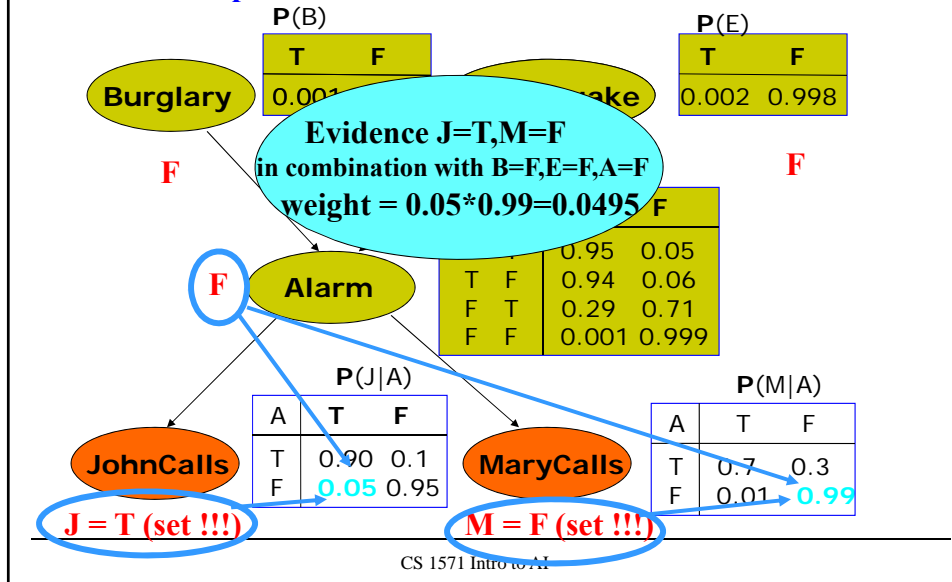 P(B)
P(E)
T F
T F
Burglary
0.001
0.002 0.998
Evidence J=T,M=F
in combination with B=F,E=F,A=F
weight = 0.05*0.99=0.0495
F
F
F
0.95 0.05
T F 0.94 0.06
F T 0.29 0.71
F F 0.001 0.999
F
Alarm
P(J|A)
A T F
T 0.90 0.1
F 0.05 0.95
P(M|A)
A T F
T 0.7 0.3
F 0.01 0.99
JohnCalls
MaryCalls
J = T (set !!!)
M = F (set !!!)
CS 1571 Intro to AI